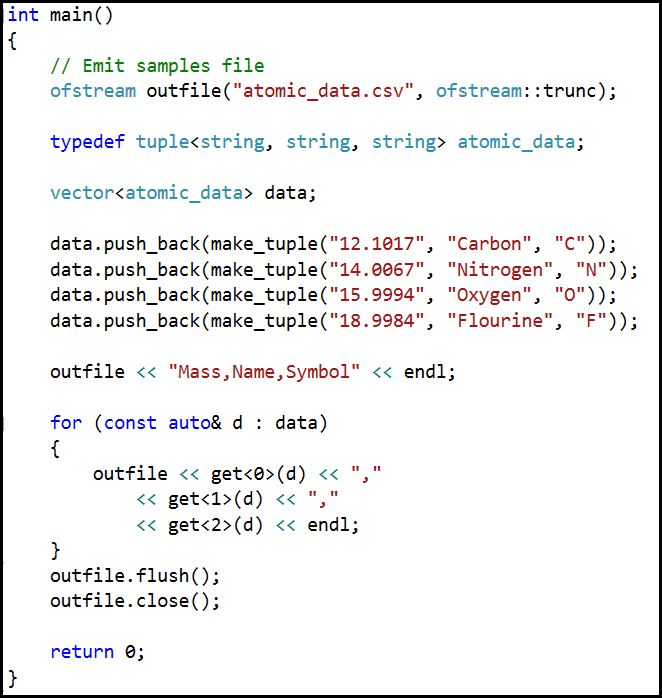 int main()
{
    // Emit samples file
    ofstream outfile("atomic_data.csv", ofstream::trunc);

    typedef tuple<string, string, string> atomic_data;

    vector<atomic_data> data;

    data.push_back(make_tuple("12.1017", "Carbon", "C"));
    data.push_back(make_tuple("14.0067", "Nitrogen", "N"));
    data.push_back(make_tuple("15.9994", "Oxygen", "O"));
    data.push_back(make_tuple("18.9984", "Flourine", "F"));

    outfile << "Mass,Name,Symbol" << endl;

    for (const auto& d : data)
    {
        outfile << get<0>(d) << ","
            << get<1>(d) << ","
            << get<2>(d) << endl;
    }
    outfile.flush();
    outfile.close();

    return 0;
}